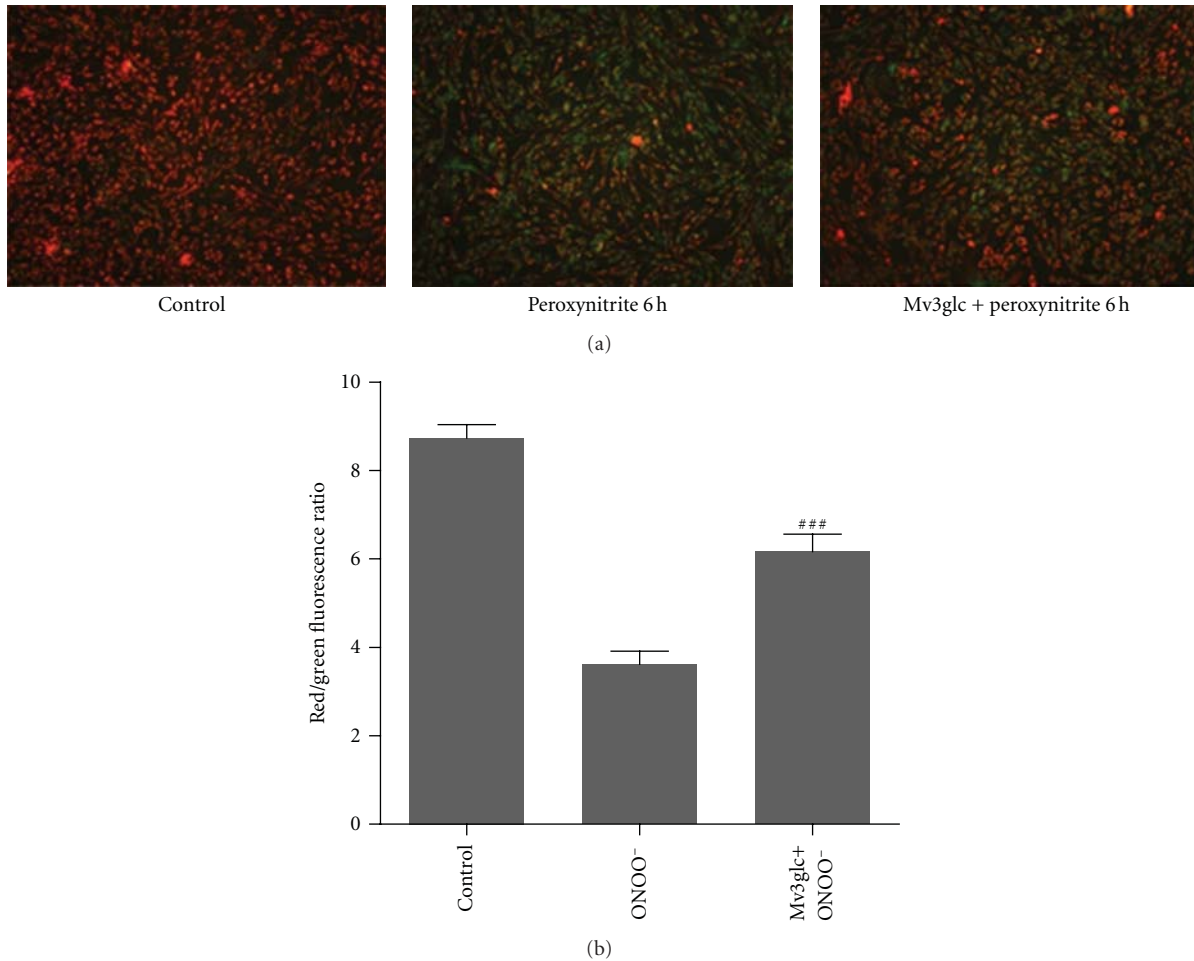 Control
Peroxynitrite 6 h
Mv3glc + peroxynitrite 6 h
(a)
10
8
6
4
2
0
Red/green fluorescence ratio
###
Control
ONOO⁻
Mv3glc+
ONOO⁻
(b)